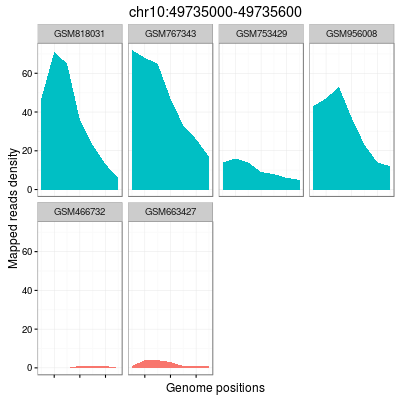 chr10:49735000-49735600
GSM818031 GSM767343 GSM753429 GSM956008
60
40
20
0
GSM466732 GSM663427
60
40
20
0
Mapped reads density
Genome positions